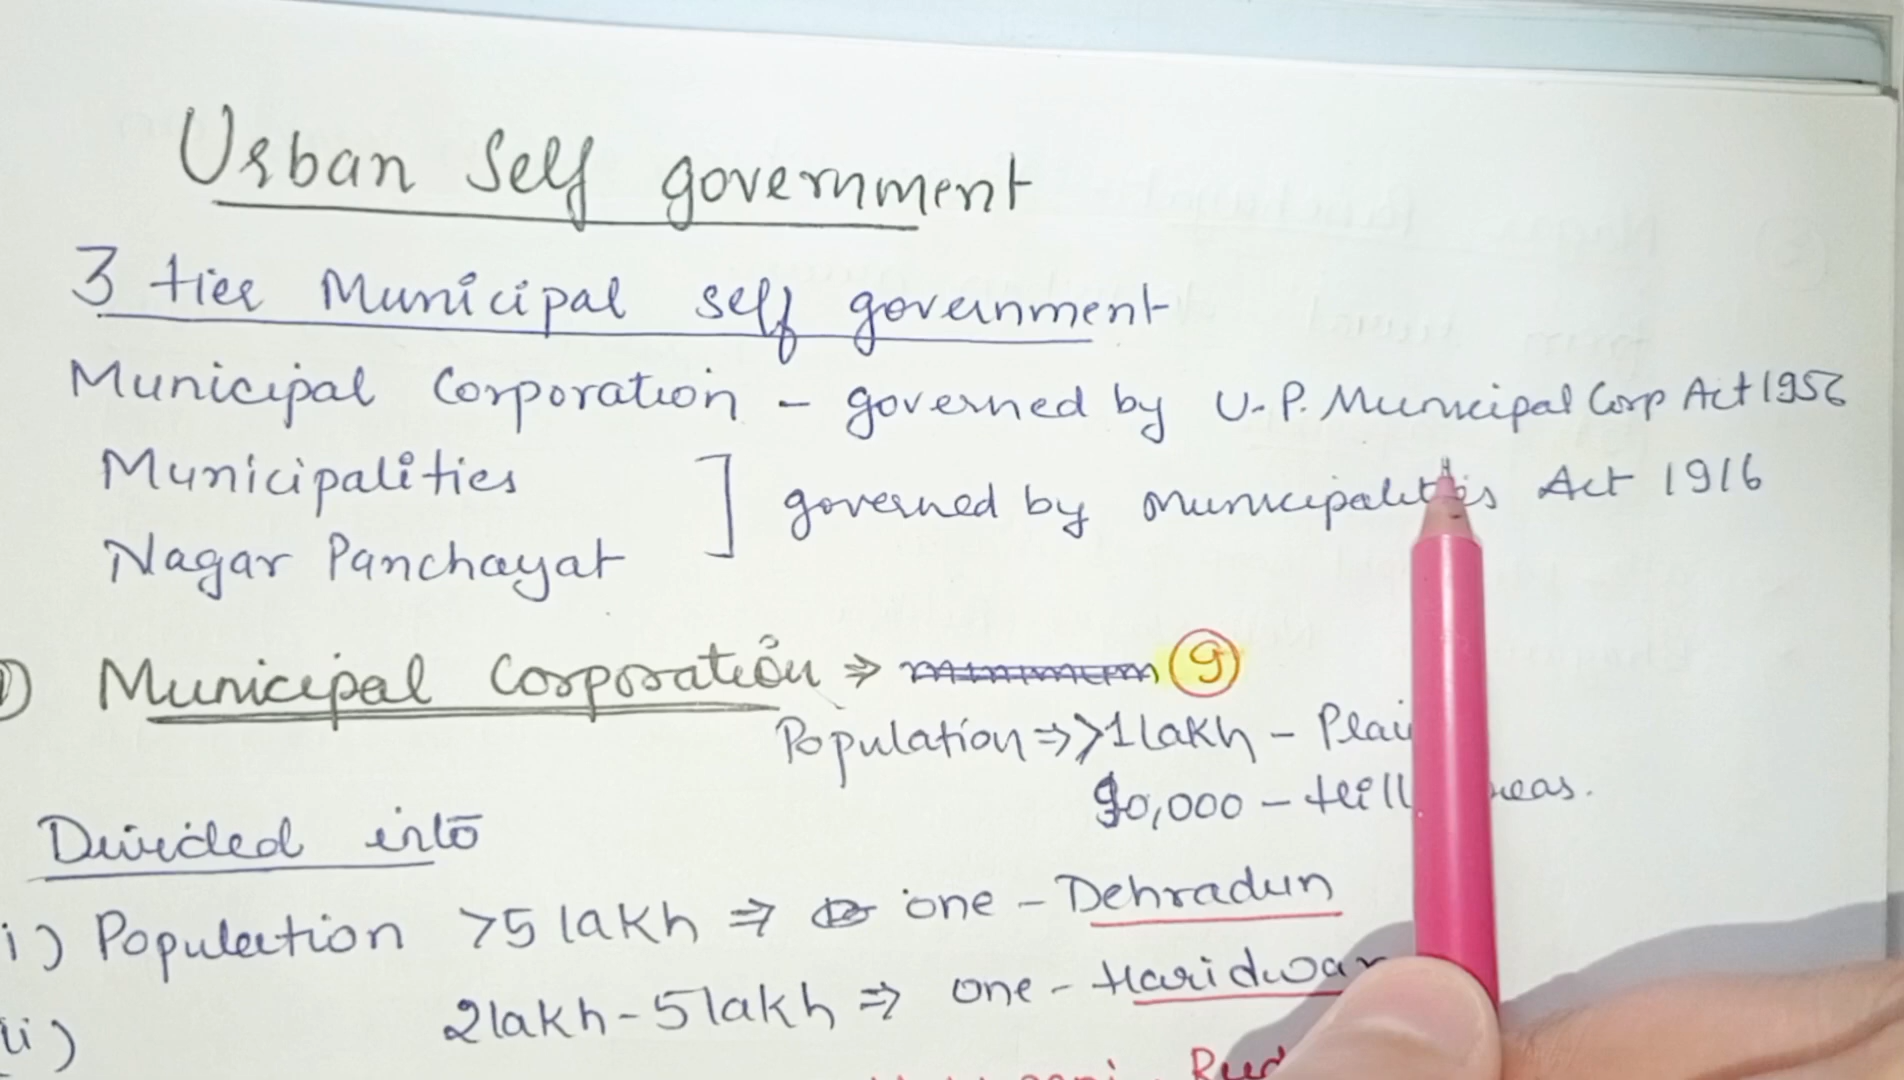 Urban Self government
3 tier Municipal self government
Municipal Corporation - governed by U.P. Municipal Corp Act 1956
Municipalities ] governed by Municipalities Act 1916
Nagar Panchayat
Municipal Corporation ⇒ 9
Population ⇒ >1 lakh - Plai
90,000 - Hill reas.
Divided into
i) Population >5 lakh ⇒ one - Dehradun
ii) 2 lakh - 5 lakh ⇒ one - Haridwar